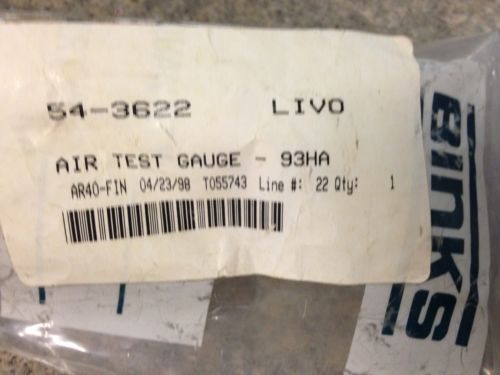 54-3622 LIVO
AIR TEST GAUGE - 93HA
AR40-FIN 04/23/98 T055743 Line #: 22 Qty: 1
BINKS